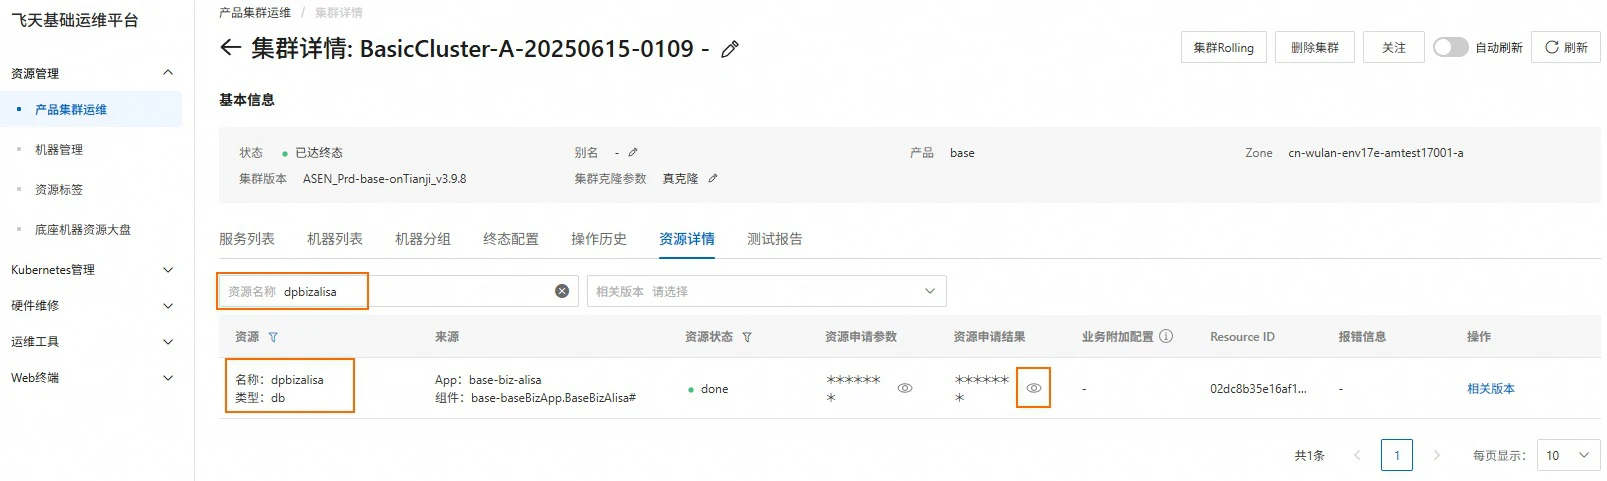 飞天基础运维平台
产品集群运维 / 集群详情
集群详情: BasicCluster-A-20250615-0109 -
集群Rolling 删除集群 关注 自动刷新 刷新
资源管理
产品集群运维
机器管理
资源标签
底座机器资源大盘
Kubernetes管理
硬件维修
运维工具
Web终端
基本信息
状态 已达终态 别名 - 产品 base Zone cn-wulan-env17e-amtest17001-a
集群版本 ASEN_Prd-base-onTianji_v3.9.8 集群克隆参数 真克隆
服务列表 机器列表 机器分组 终态配置 操作历史 资源详情 测试报告
资源名称 dpbizalisa 相关版本 请选择
资源 来源 资源状态 资源申请参数 资源申请结果 业务附加配置 Resource ID 报错信息 操作
名称：dpbizalisa
类型：db
App：base-biz-alisa
组件：base-baseBizApp.BaseBizAlisa#
done
******
*
******
*
-
02dc8b35e16af1...
-
相关版本
共1条 1 每页显示： 10